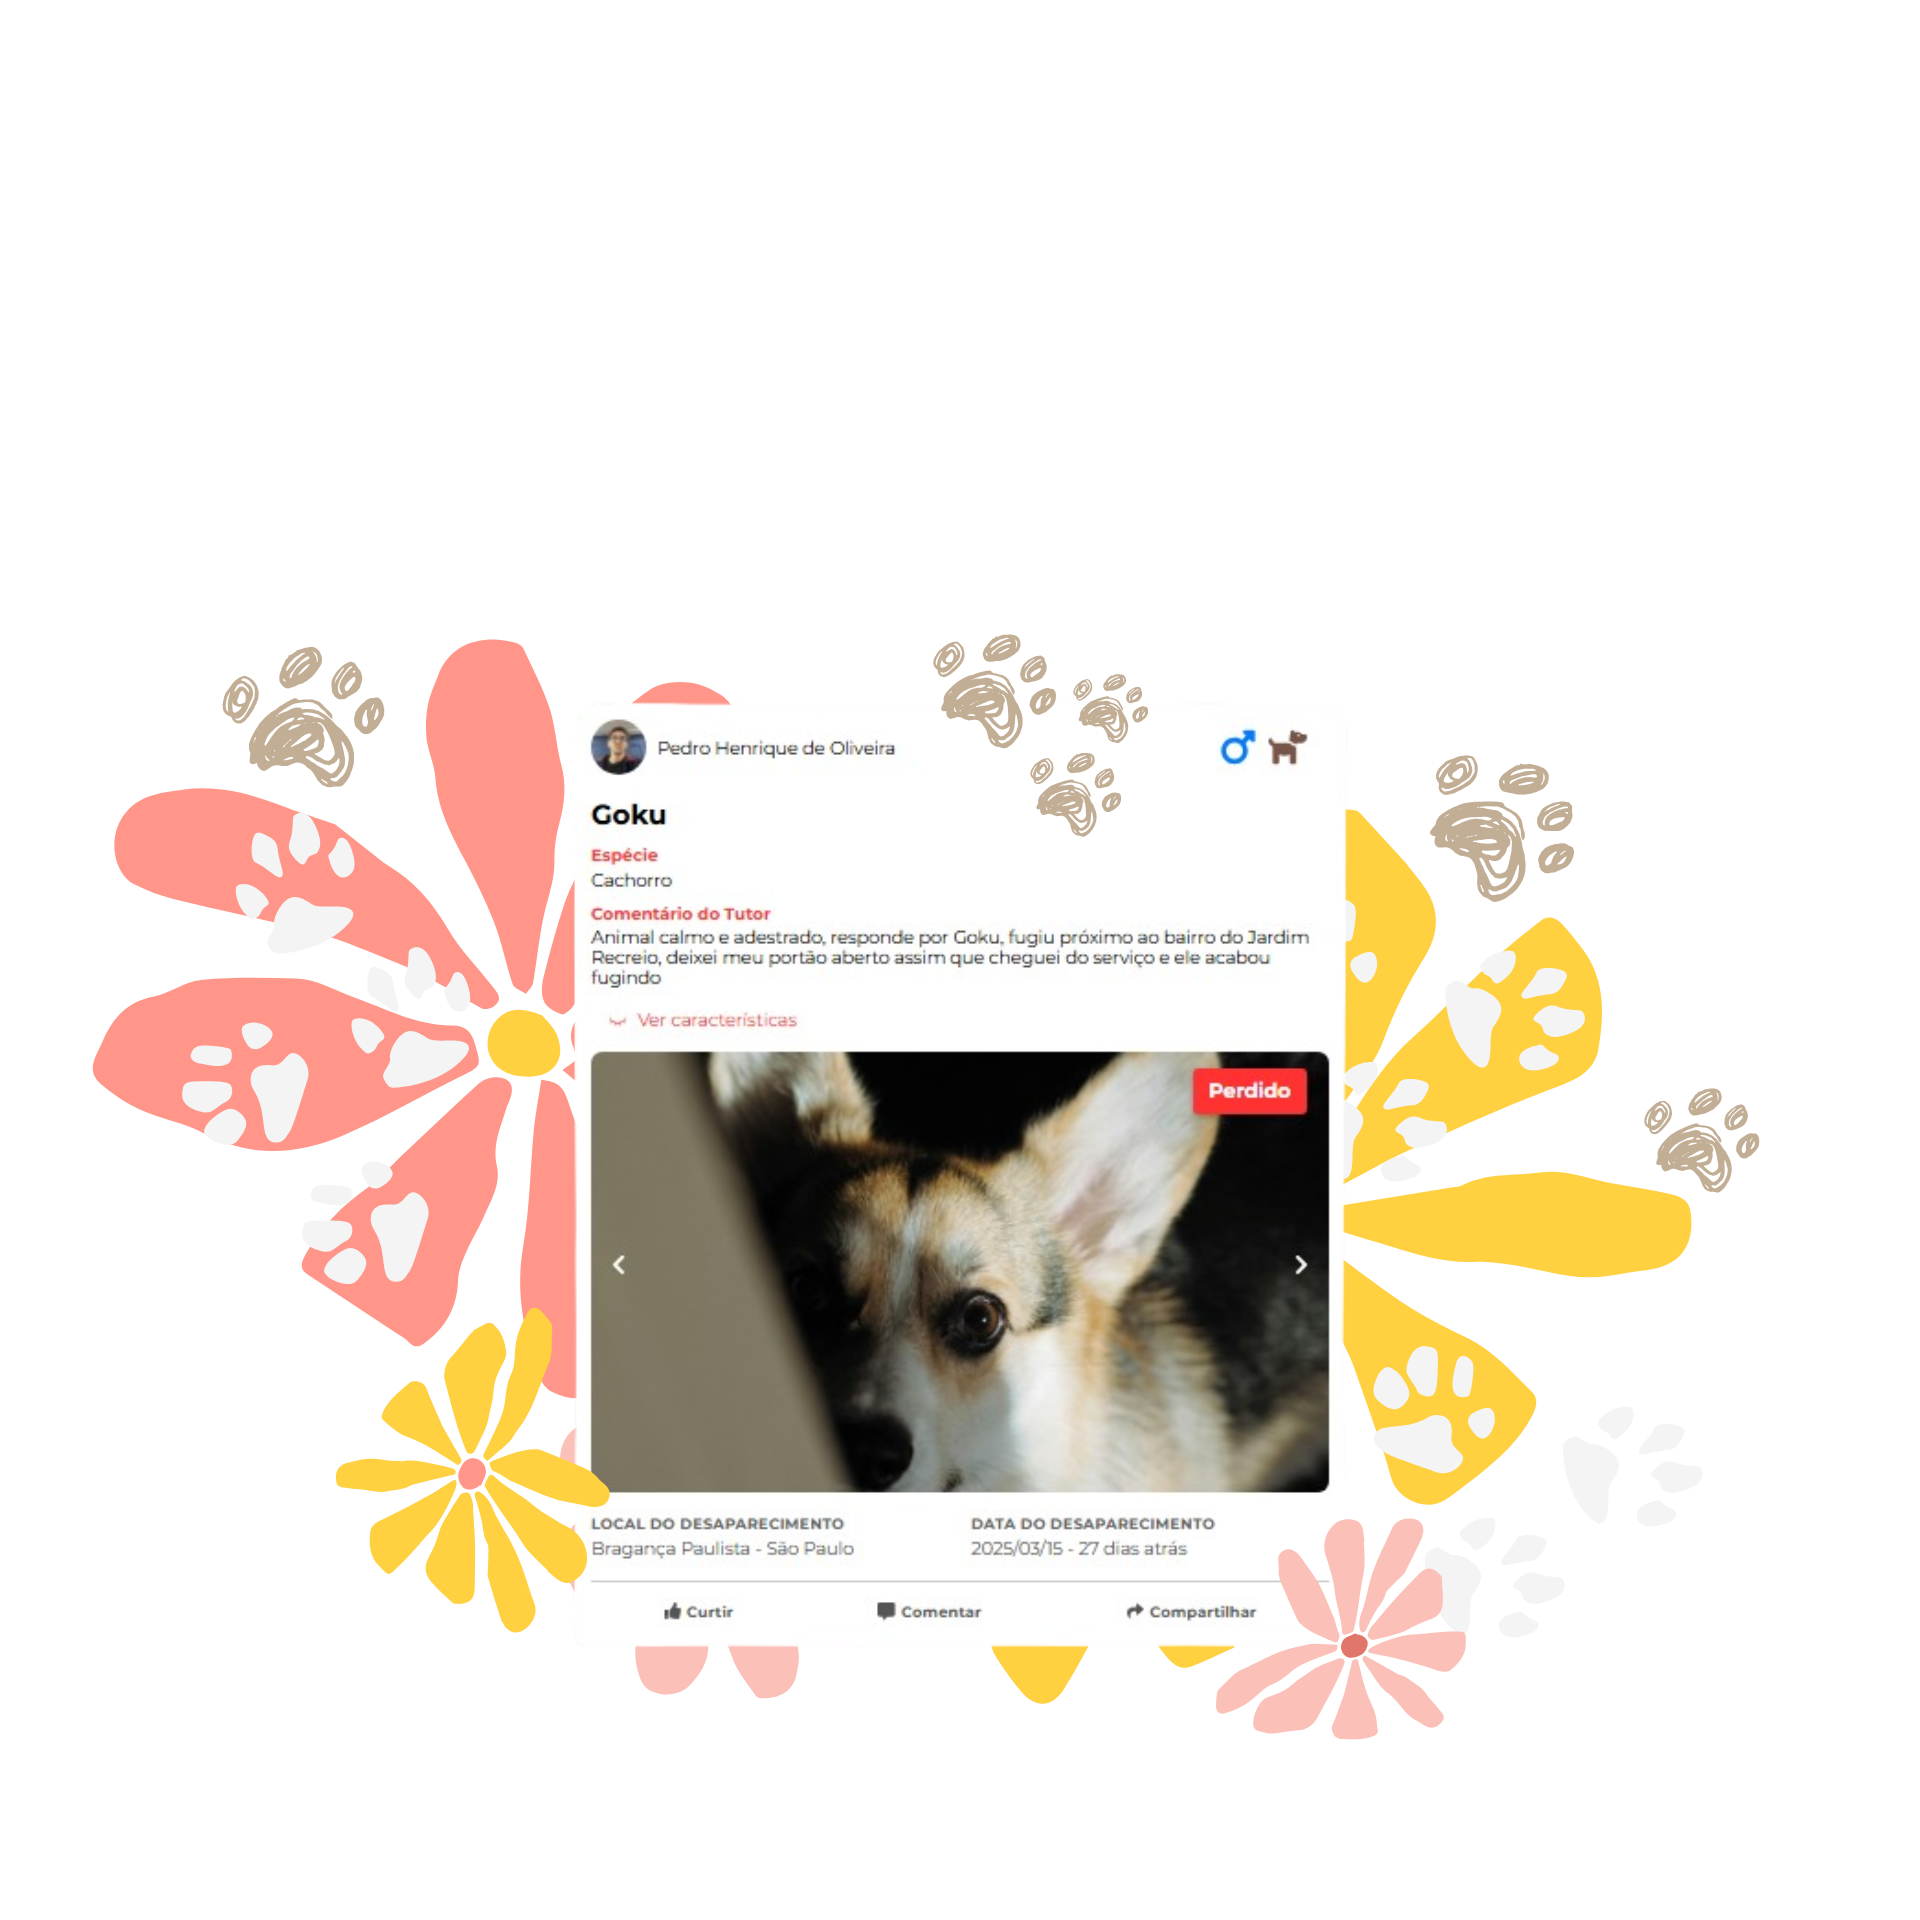 Pedro Henrique de Oliveira
Goku
Espécie
Cachorro
Comentário do Tutor
Animal calmo e adestrado, responde por Goku, fugiu próximo ao bairro do Jardim
Recreio, deixei meu portão aberto assim que cheguei do serviço e ele acabou
fugindo
Ver características
Perdido
LOCAL DO DESAPARECIMENTO
Bragança Paulista - São Paulo
DATA DO DESAPARECIMENTO
2025/03/15 - 27 dias atrás
Curtir
Comentar
Compartilhar